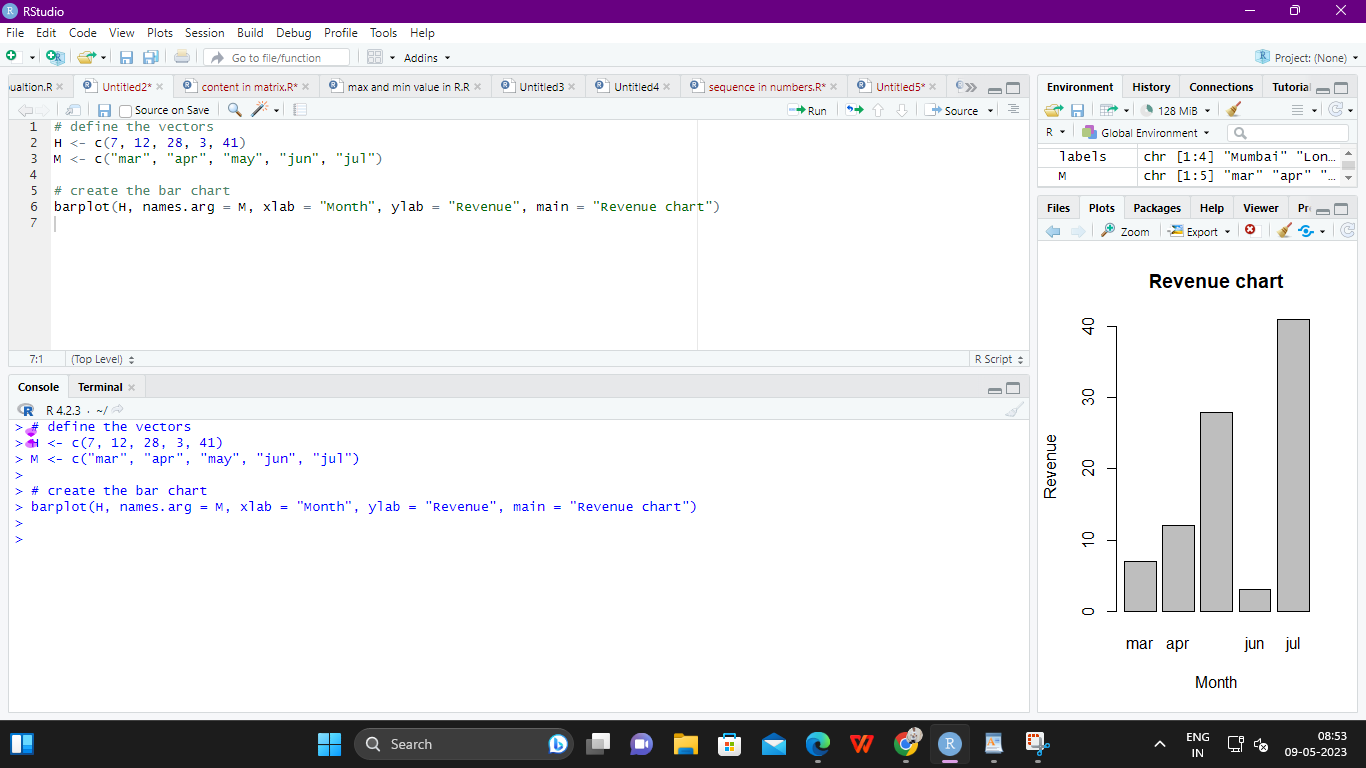 RStudio
File Edit Code View Plots Session Build Debug Profile Tools Help
Go to file/function Addins Project: (None)
ualtion.R Untitled2* content in matrix.R* max and min value in R.R Untitled3 Untitled4 sequence in numbers.R* Untitled5*
Source on Save Run Source
1 # define the vectors
2 H <- c(7, 12, 28, 3, 41)
3 M <- c("mar", "apr", "may", "jun", "jul")
4
5 # create the bar chart
6 barplot(H, names.arg = M, xlab = "Month", ylab = "Revenue", main = "Revenue chart")
7
7:1 (Top Level) R Script
Console Terminal
R 4.2.3 · ~/
> # define the vectors
> H <- c(7, 12, 28, 3, 41)
> M <- c("mar", "apr", "may", "jun", "jul")
>
> # create the bar chart
> barplot(H, names.arg = M, xlab = "Month", ylab = "Revenue", main = "Revenue chart")
>
>
Environment History Connections Tutorial
128 MiB
R Global Environment
labels chr [1:4] "Mumbai" "Lon…
M chr [1:5] "mar" "apr" "…
Files Plots Packages Help Viewer Pr
Zoom Export
Revenue chart
40
30
20
10
0
Revenue
mar apr jun jul
Month
Search
ENG
IN
08:53
09-05-2023